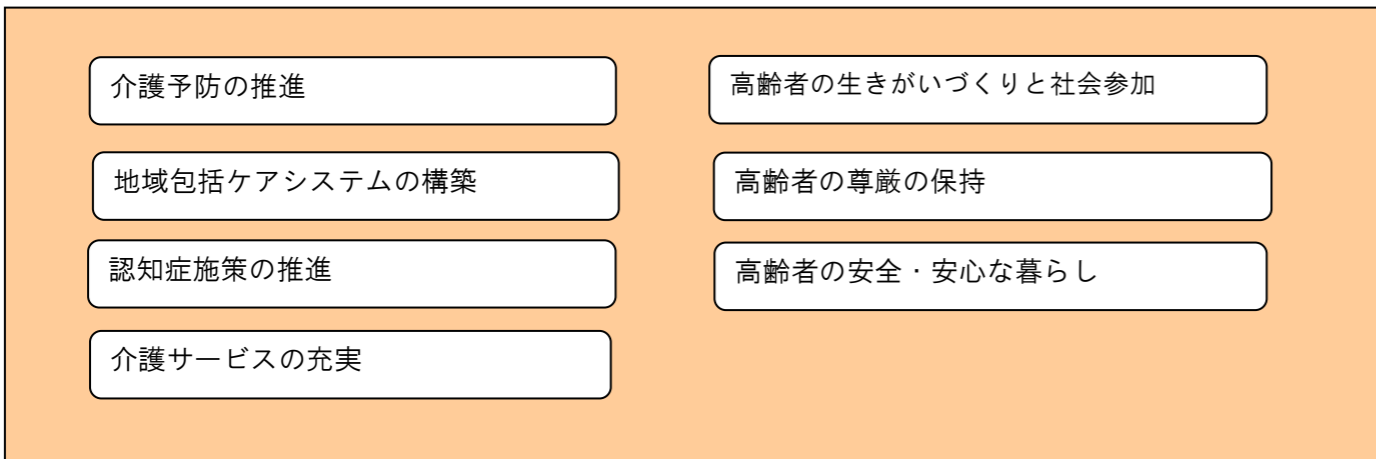 介護予防の推進
地域包括ケアシステムの構築
認知症施策の推進
介護サービスの充実
高齢者の生きがいづくりと社会参加
高齢者の尊厳の保持
高齢者の安全・安心な暮らし